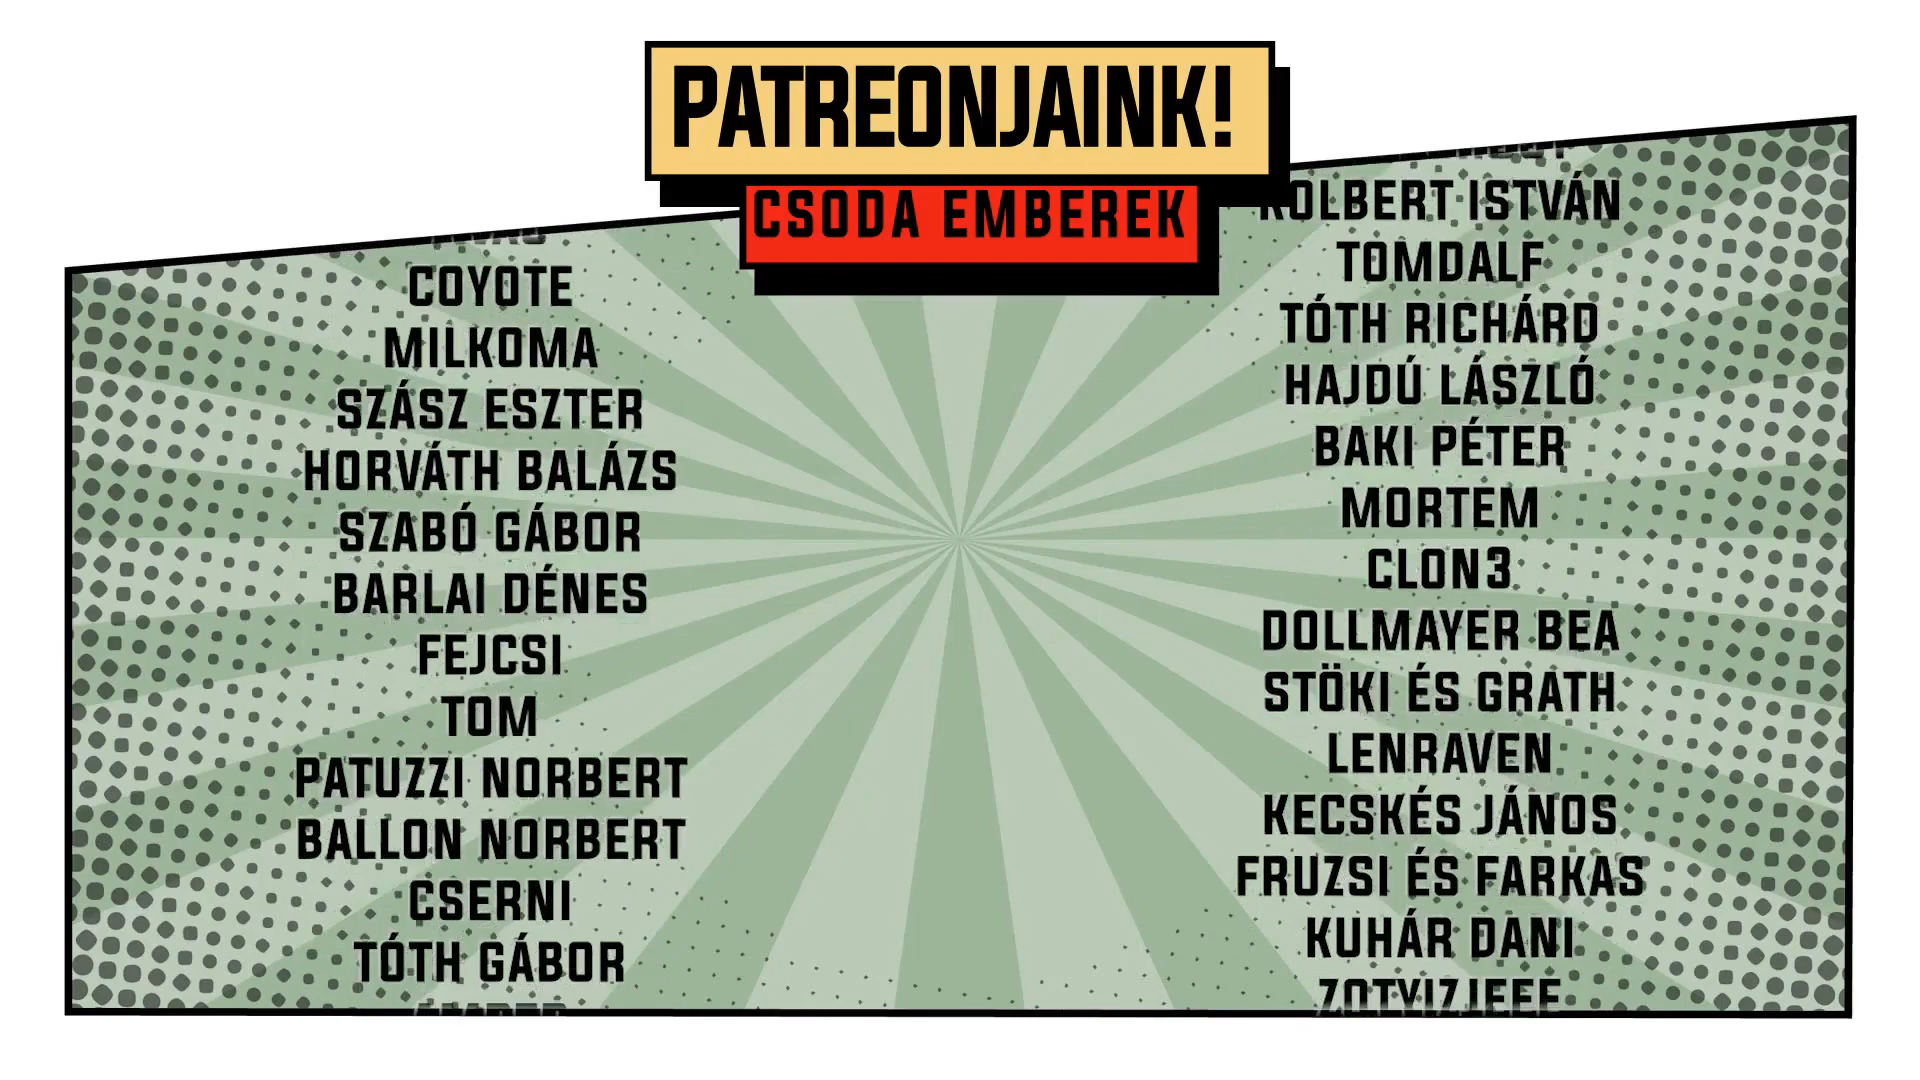 PATREONJAINK!
CSODA EMBEREK
COYOTE
MILKOMA
SZÁSZ ESZTER
HORVÁTH BALÁZS
SZABÓ GÁBOR
BARLAI DÉNES
FEJCSI
TOM
PATUZZI NORBERT
BALLON NORBERT
CSERNI
TÓTH GÁBOR
KOLBERT ISTVÁN
TOMDALF
TÓTH RICHÁRD
HAJDÚ LÁSZLÓ
BAKI PÉTER
MORTEM
CLON3
DOLLMAYER BEA
STÖKI ÉS GRATH
LENRAVEN
KECSKÉS JÁNOS
FRUZSI ÉS FARKAS
KUHÁR DANI